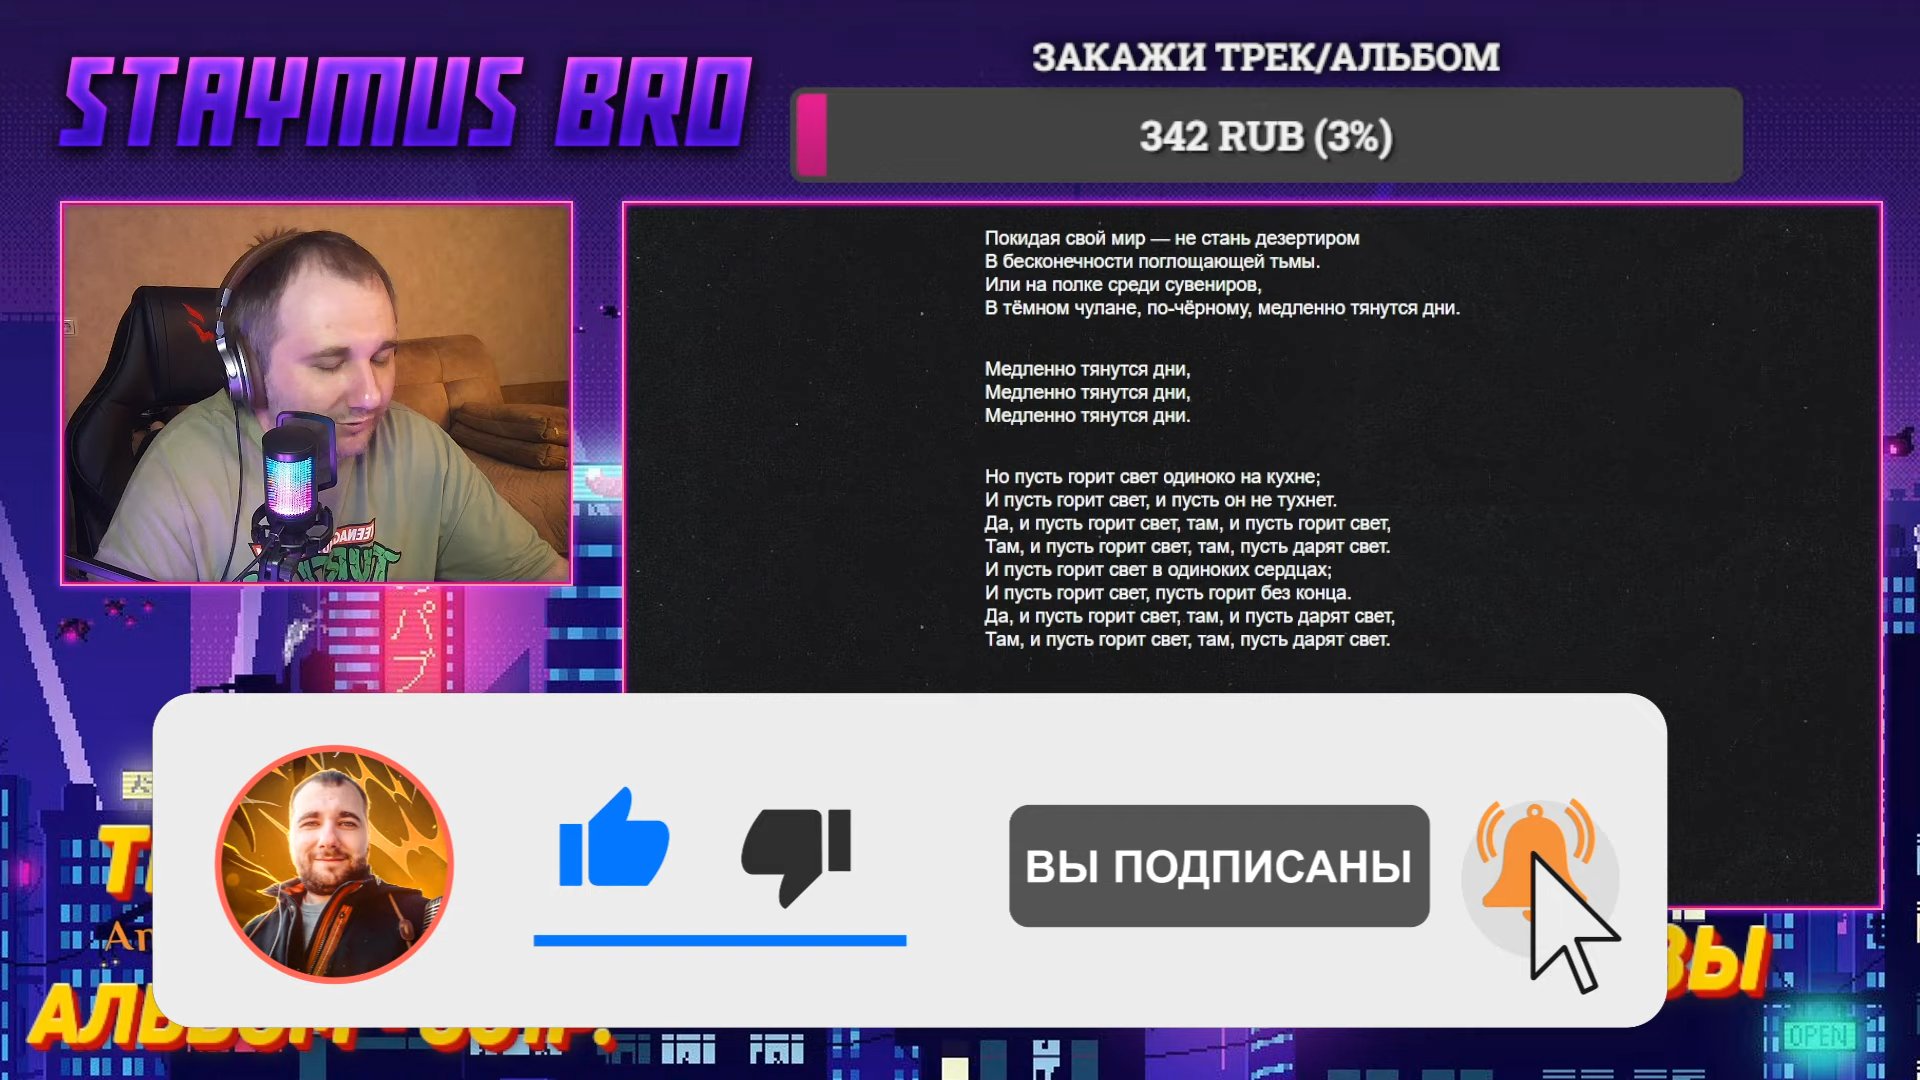 STAYMUS BRO
ЗАКАЖИ ТРЕК/АЛЬБОМ
342 RUB (3%)
Покидая свой мир — не стань дезертиром
В бесконечности поглощающей тьмы.
Или на полке среди сувениров,
В тёмном чулане, по-чёрному, медленно тянутся дни.
Медленно тянутся дни,
Медленно тянутся дни,
Медленно тянутся дни.
Но пусть горит свет одиноко на кухне;
И пусть горит свет, и пусть он не тухнет.
Да, и пусть горит свет, там, и пусть горит свет,
Там, и пусть горит свет, там, пусть дарят свет.
И пусть горит свет в одиноких сердцах;
И пусть горит свет, пусть горит без конца.
Да, и пусть горит свет, там, и пусть дарят свет,
Там, и пусть горит свет, там, пусть дарят свет.
ВЫ ПОДПИСАНЫ
OPEN